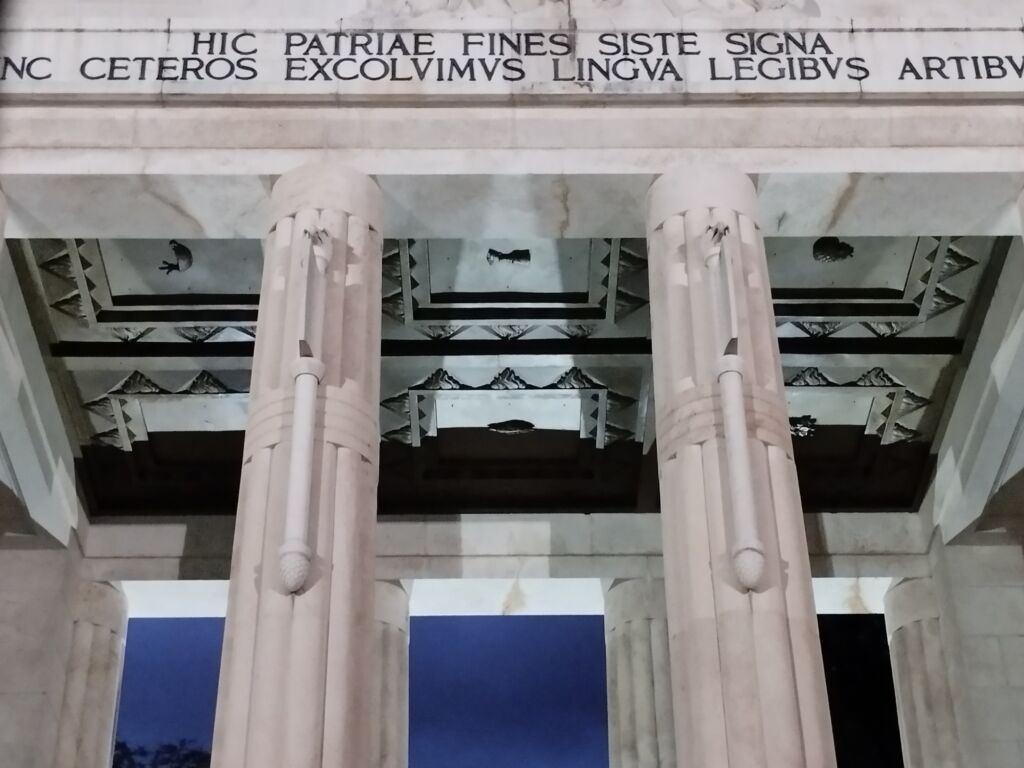 HIC PATRIAE FINES SISTE SIGNA
NC CETEROS EXCOLVIMVS LINGVA LEGIBVS ARTIBV